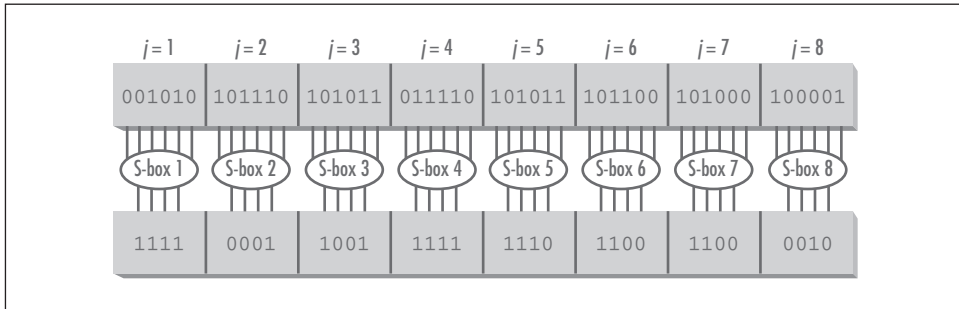 j = 1 j = 2 j = 3 j = 4 j = 5 j = 6 j = 7 j = 8
001010 101110 101011 011110 101011 101100 101000 100001
S-box 1 S-box 2 S-box 3 S-box 4 S-box 5 S-box 6 S-box 7 S-box 8
1111 0001 1001 1111 1110 1100 1100 0010